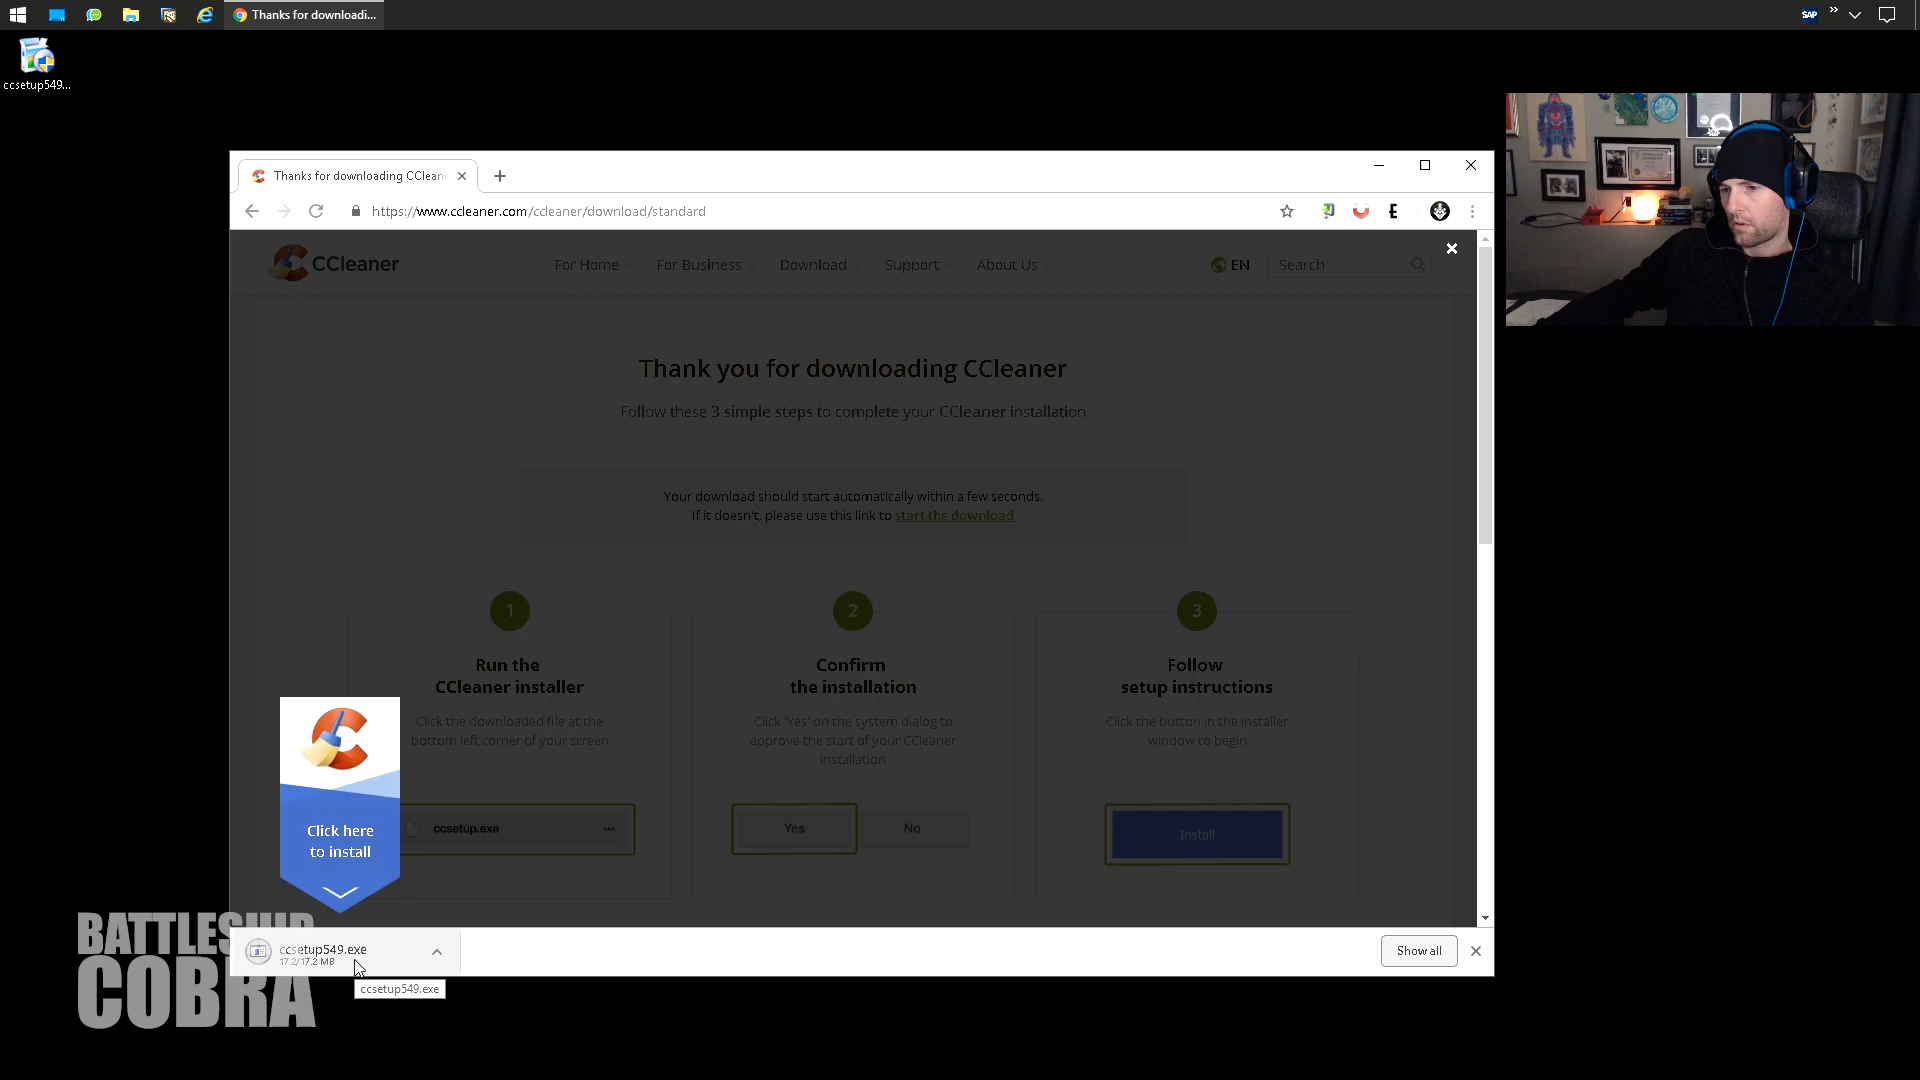 Thanks for downloadi...
SAP
ccsetup549...
Thanks for downloading CClean
https://www.ccleaner.com/ccleaner/download/standard
CCleaner
For Home
For Business
Download
Support
About Us
EN
Search
Thank you for downloading CCleaner
Follow these 3 simple steps to complete your CCleaner installation
Your download should start automatically within a few seconds.
If it doesn't, please use this link to start the download
1
Run the
CCleaner installer
Click the downloaded file at the
bottom left corner of your screen
ccsetup.exe
2
Confirm
the installation
Click 'Yes' on the system dialog to
approve the start of your CCleaner
installation
Yes
No
3
Follow
setup instructions
Click the button in the installer
window to begin
Install
Click here
to install
BATTLESHIP
COBRA
ccsetup549.exe
17.2/17.2 MB
ccsetup549.exe
Show all